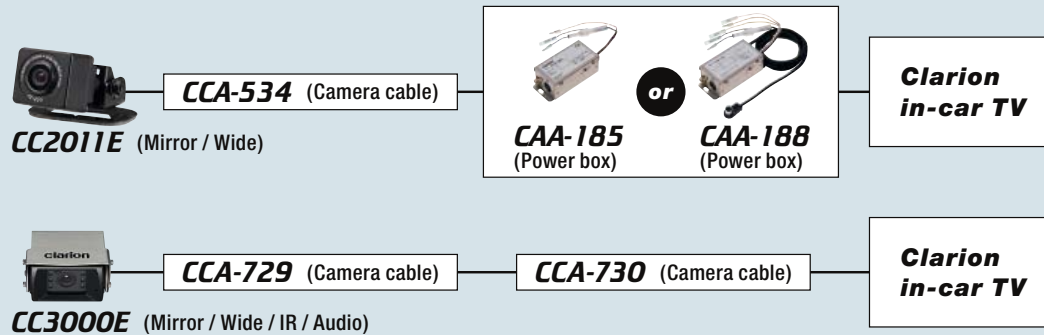 CCA-534 (Camera cable)
or
Clarion
in-car TV
CC2011E (Mirror / Wide)
CAA-185
(Power box)
CAA-188
(Power box)
clarion
CCA-729 (Camera cable)
CCA-730 (Camera cable)
Clarion
in-car TV
CC3000E (Mirror / Wide / IR / Audio)